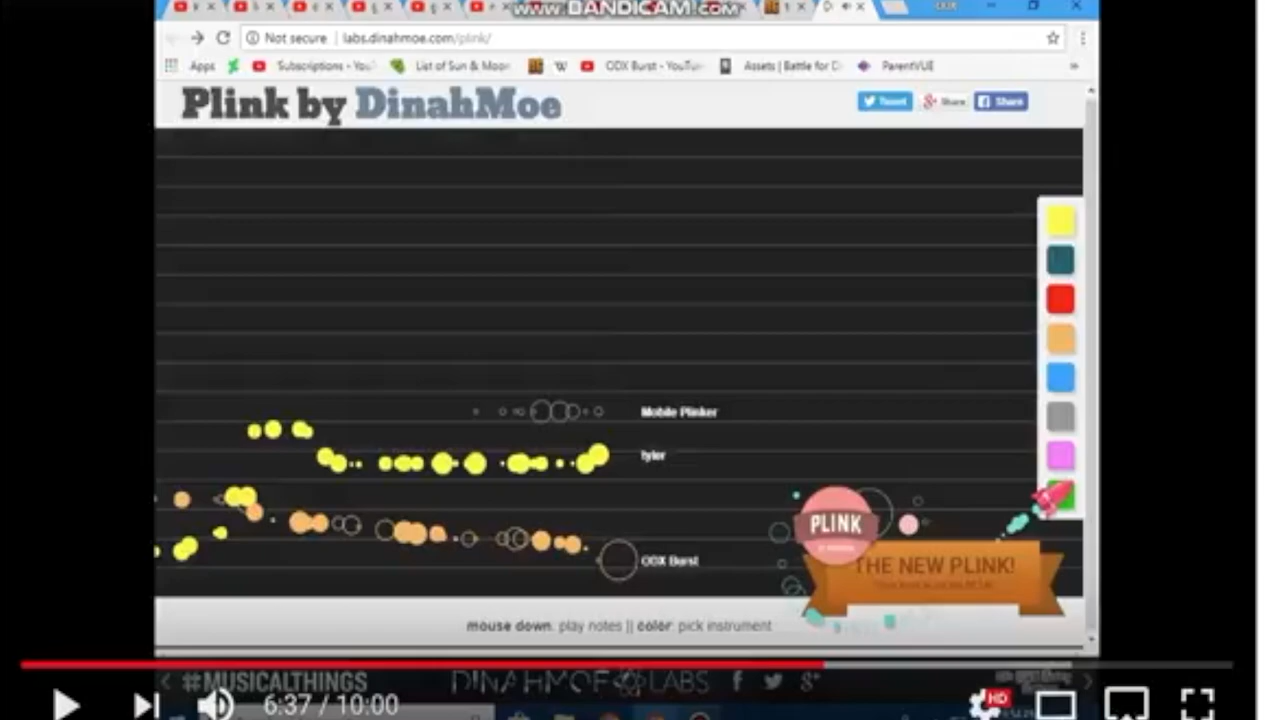 www.BANDICAM.com
Not secure | labs.dinahmoe.com/plink/
Apps Subscriptions - You List of Sun & Moon W ODX Burst - YouTu Assets | Battle for D ParentVUE »
Plink by DinahMoe
Tweet Share Share
Mobile Plinker
tyler
ODX Burst
PLINK
THE NEW PLINK!
mouse down: play notes || color: pick instrument
#MUSICALTHINGS DINAHMOE LABS
6:37 / 10:00 HD